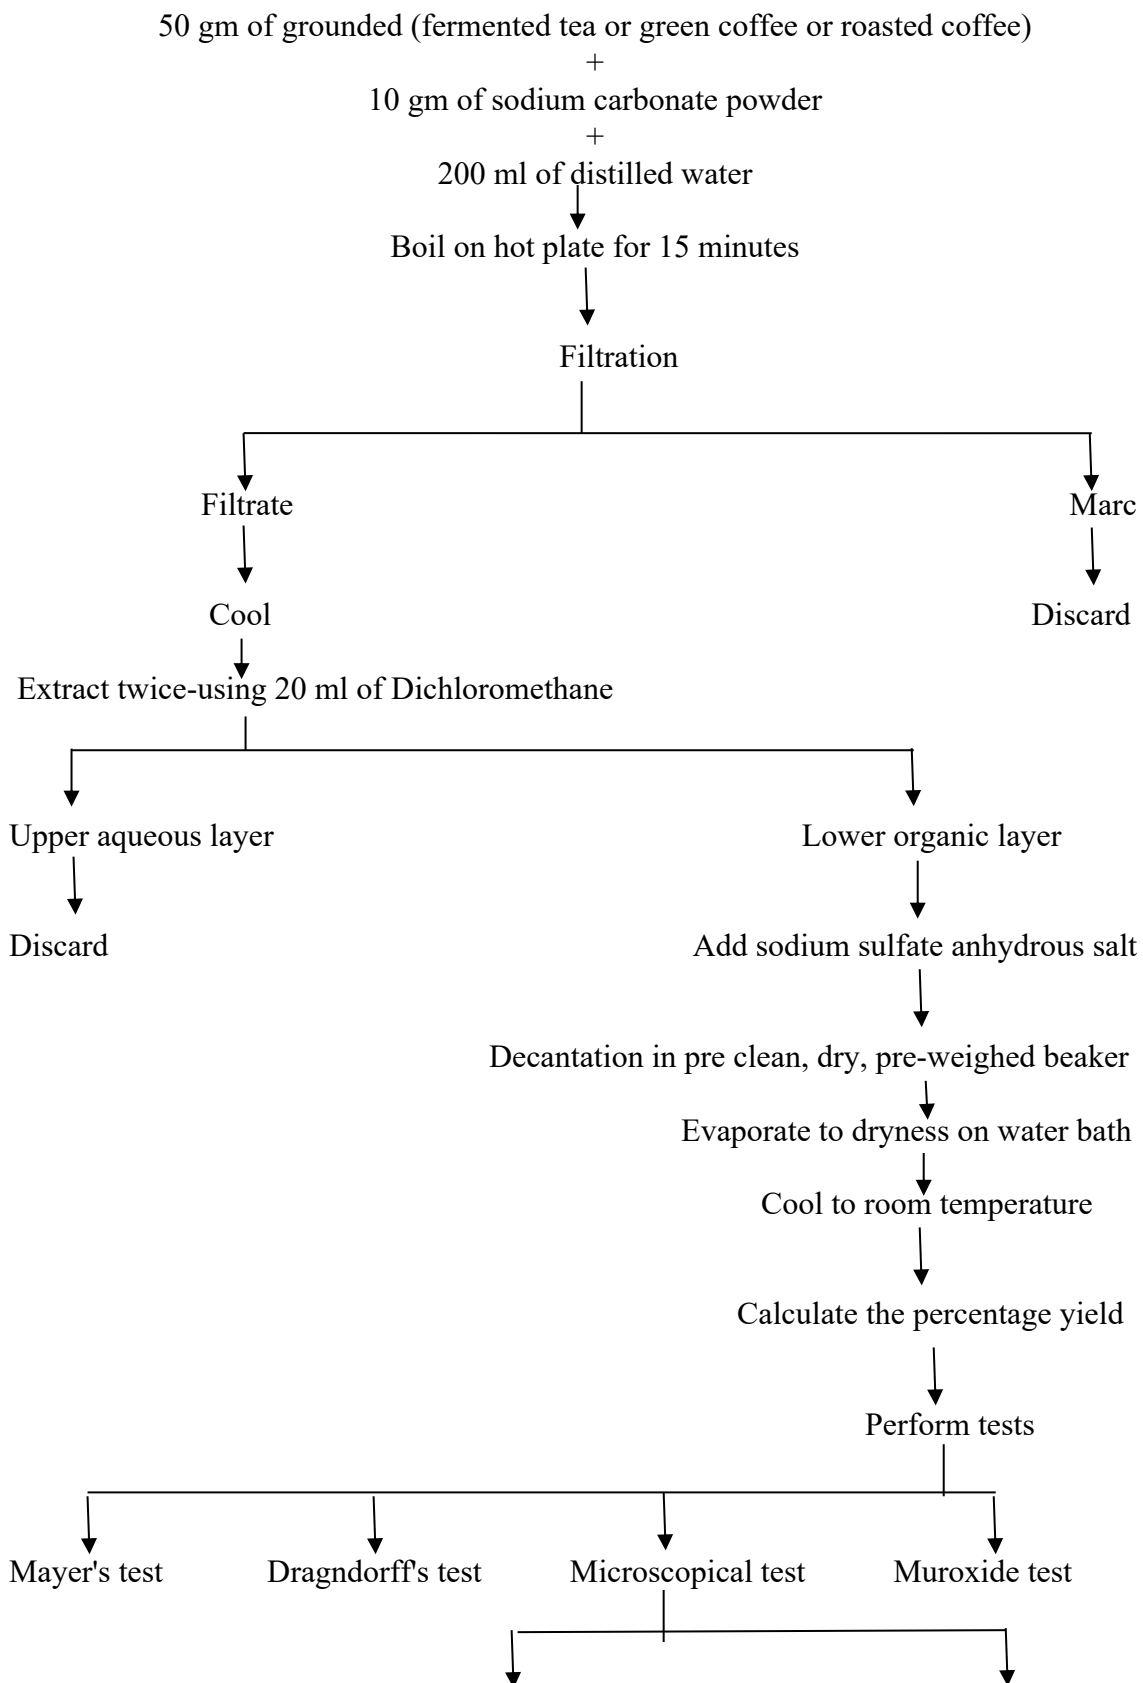 50 gm of grounded (fermented tea or green coffee or roasted coffee)
+
10 gm of sodium carbonate powder
+
200 ml of distilled water
Boil on hot plate for 15 minutes
Filtration
Filtrate
Marc
Cool
Discard
Extract twice-using 20 ml of Dichloromethane
Upper aqueous layer
Lower organic layer
Discard
Add sodium sulfate anhydrous salt
Decantation in pre clean, dry, pre-weighed beaker
Evaporate to dryness on water bath
Cool to room temperature
Calculate the percentage yield
Perform tests
Mayer's test
Dragndorff's test
Microscopical test
Muroxide test